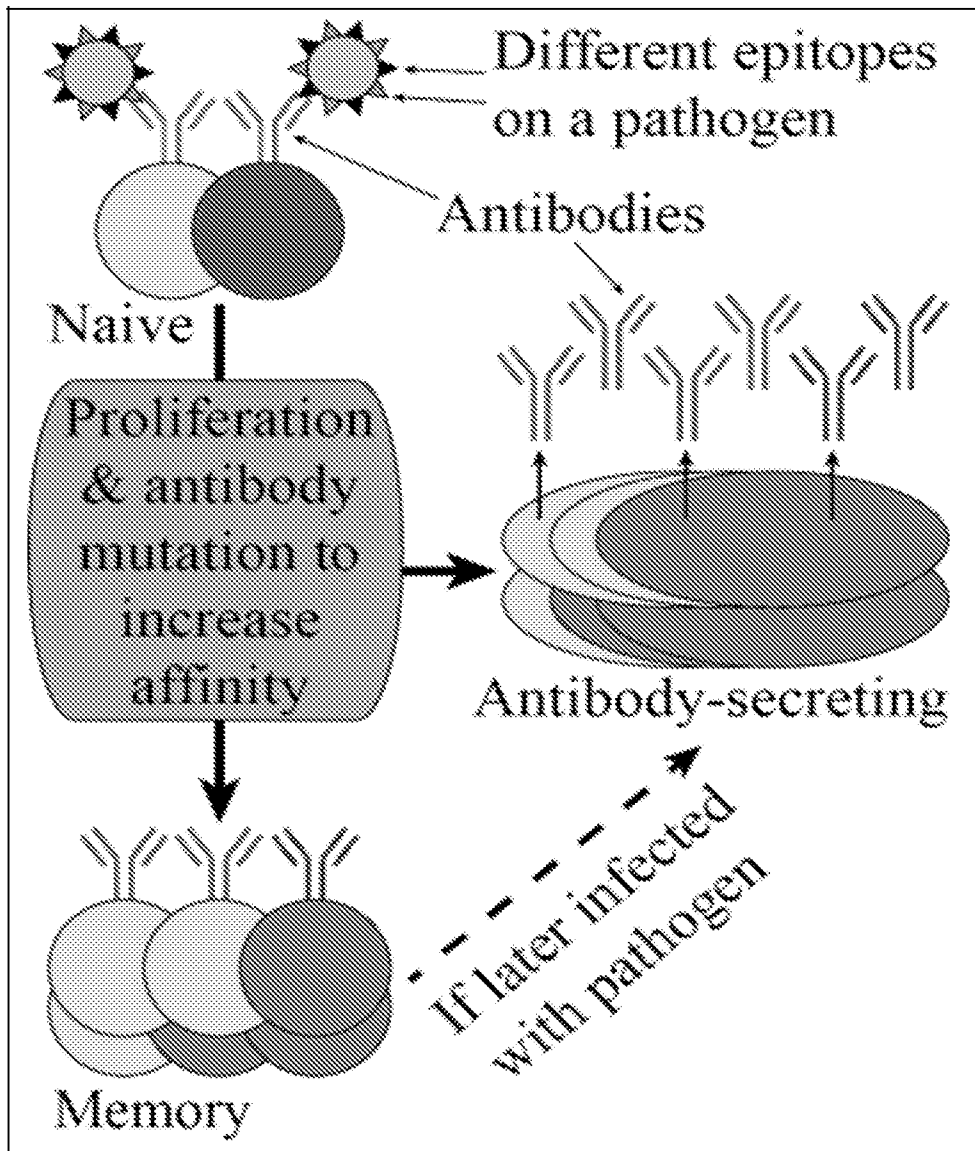 Different epitopes
on a pathogen
Antibodies
Naive
Proliferation
& antibody
mutation to
increase
affinity
Antibody-secreting
If later infected
with pathogen
Memory